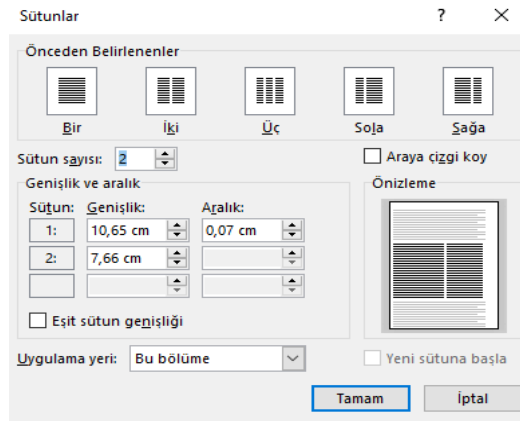 Sütunlar ?
Önceden Belirlenenler
Bir İki Üç Sola Sağa
Sütun sayısı: 2 Araya çizgi koy
Genişlik ve aralık Önizleme
Sütun: Genişlik: Aralık:
1: 10,65 cm 0,07 cm
2: 7,66 cm
Eşit sütun genişliği
Uygulama yeri: Bu bölüme Yeni sütuna başla
Tamam İptal